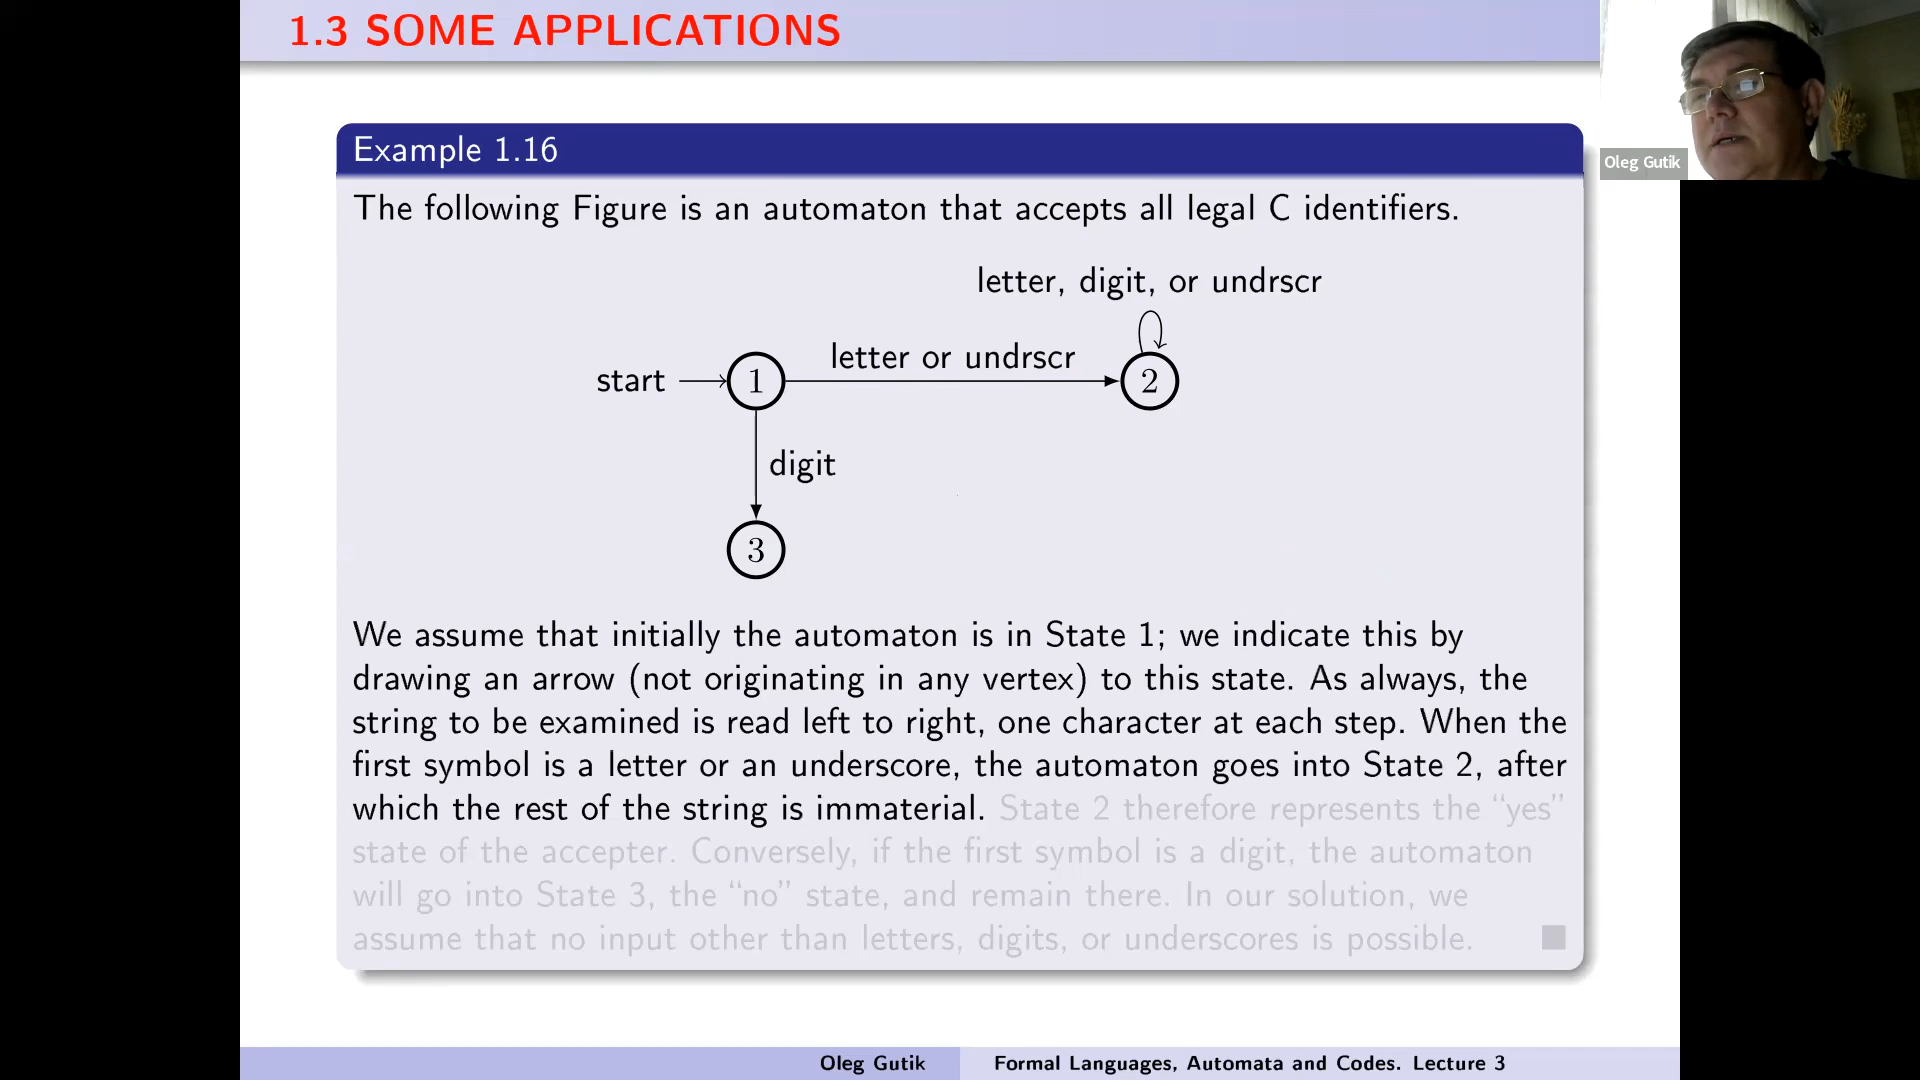 1.3 SOME APPLICATIONS
Oleg Gutik
Example 1.16
The following Figure is an automaton that accepts all legal C identifiers.
letter, digit, or undrscr
letter or undrscr
start
1
2
digit
3
We assume that initially the automaton is in State 1; we indicate this by
drawing an arrow (not originating in any vertex) to this state. As always, the
string to be examined is read left to right, one character at each step. When the
first symbol is a letter or an underscore, the automaton goes into State 2, after
which the rest of the string is immaterial. State 2 therefore represents the “yes”
state of the accepter. Conversely, if the first symbol is a digit, the automaton
will go into State 3, the “no” state, and remain there. In our solution, we
assume that no input other than letters, digits, or underscores is possible.
Oleg Gutik
Formal Languages, Automata and Codes. Lecture 3